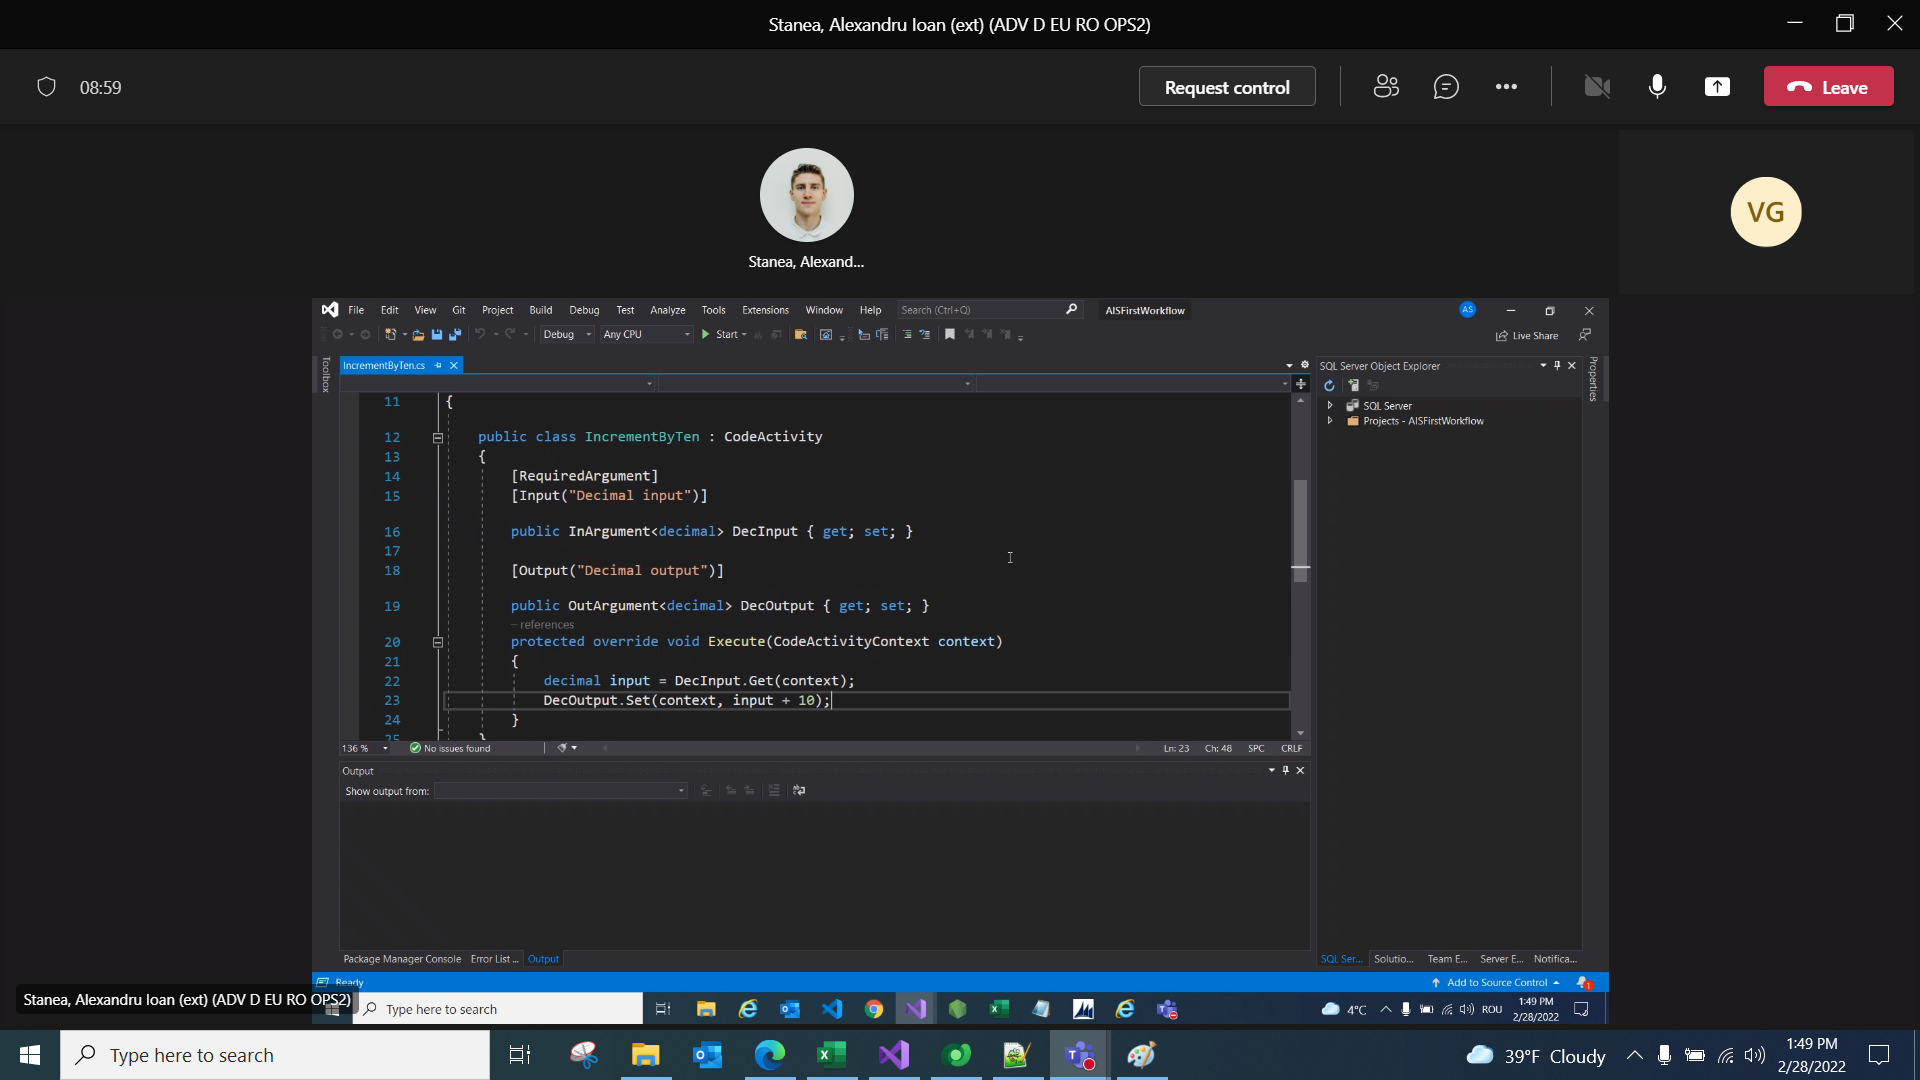 Stanea, Alexandru Ioan (ext) (ADV D EU RO OPS2)
08:59
Request control
Leave
Stanea, Alexand...
VG
File Edit View Git Project Build Debug Test Analyze Tools Extensions Window Help Search (Ctrl+Q) AISFirstWorkflow AS
Debug Any CPU Start Live Share
Toolbox
IncrementByTen.cs
SQL Server Object Explorer
Properties
SQL Server
Projects - AISFirstWorkflow
11 {
12 public class IncrementByTen : CodeActivity
13 {
14 [RequiredArgument]
15 [Input("Decimal input")]
16 public InArgument<decimal> DecInput { get; set; }
17
18 [Output("Decimal output")]
19 public OutArgument<decimal> DecOutput { get; set; }
– references
20 protected override void Execute(CodeActivityContext context)
21 {
22 decimal input = DecInput.Get(context);
23 DecOutput.Set(context, input + 10);
24 }
25 }
136 % No issues found Ln: 23 Ch: 48 SPC CRLF
Output
Show output from:
Package Manager Console Error List ... Output
SQL Ser... Solutio... Team E... Server E... Notifica...
Ready Add to Source Control 1
Stanea, Alexandru Ioan (ext) (ADV D EU RO OPS2)
Type here to search 4°C ROU 1:49 PM
2/28/2022
Type here to search 39°F Cloudy 1:49 PM
2/28/2022